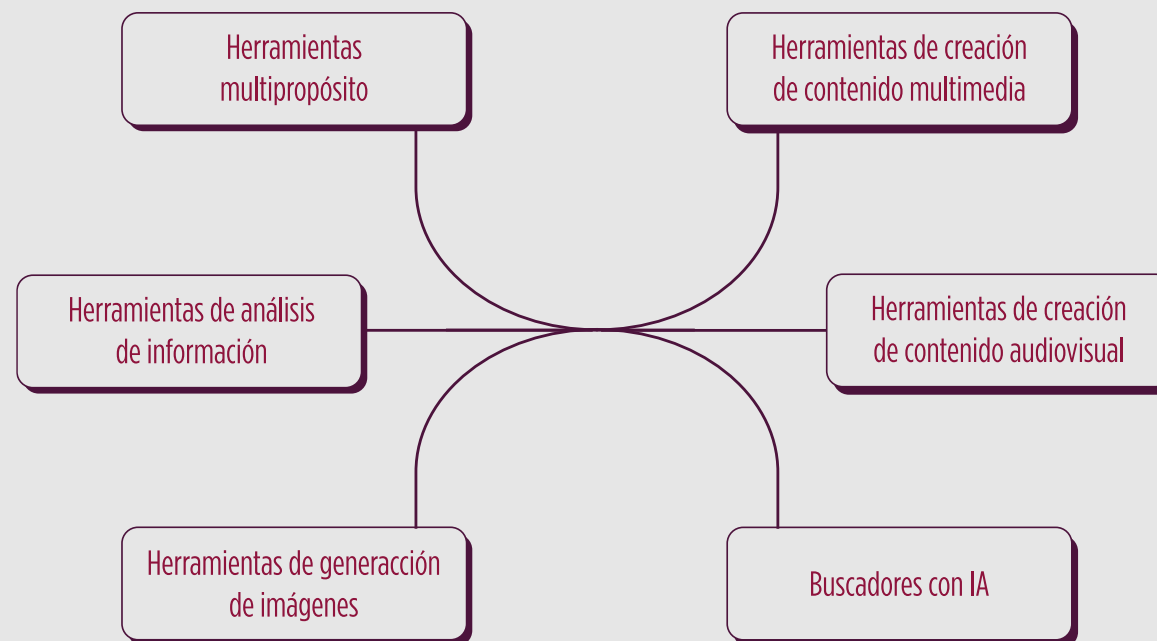 Herramientas
multipropósito
Herramientas de creación
de contenido multimedia
Herramientas de análisis
de información
Herramientas de creación
de contenido audiovisual
Herramientas de generacción
de imágenes
Buscadores con IA